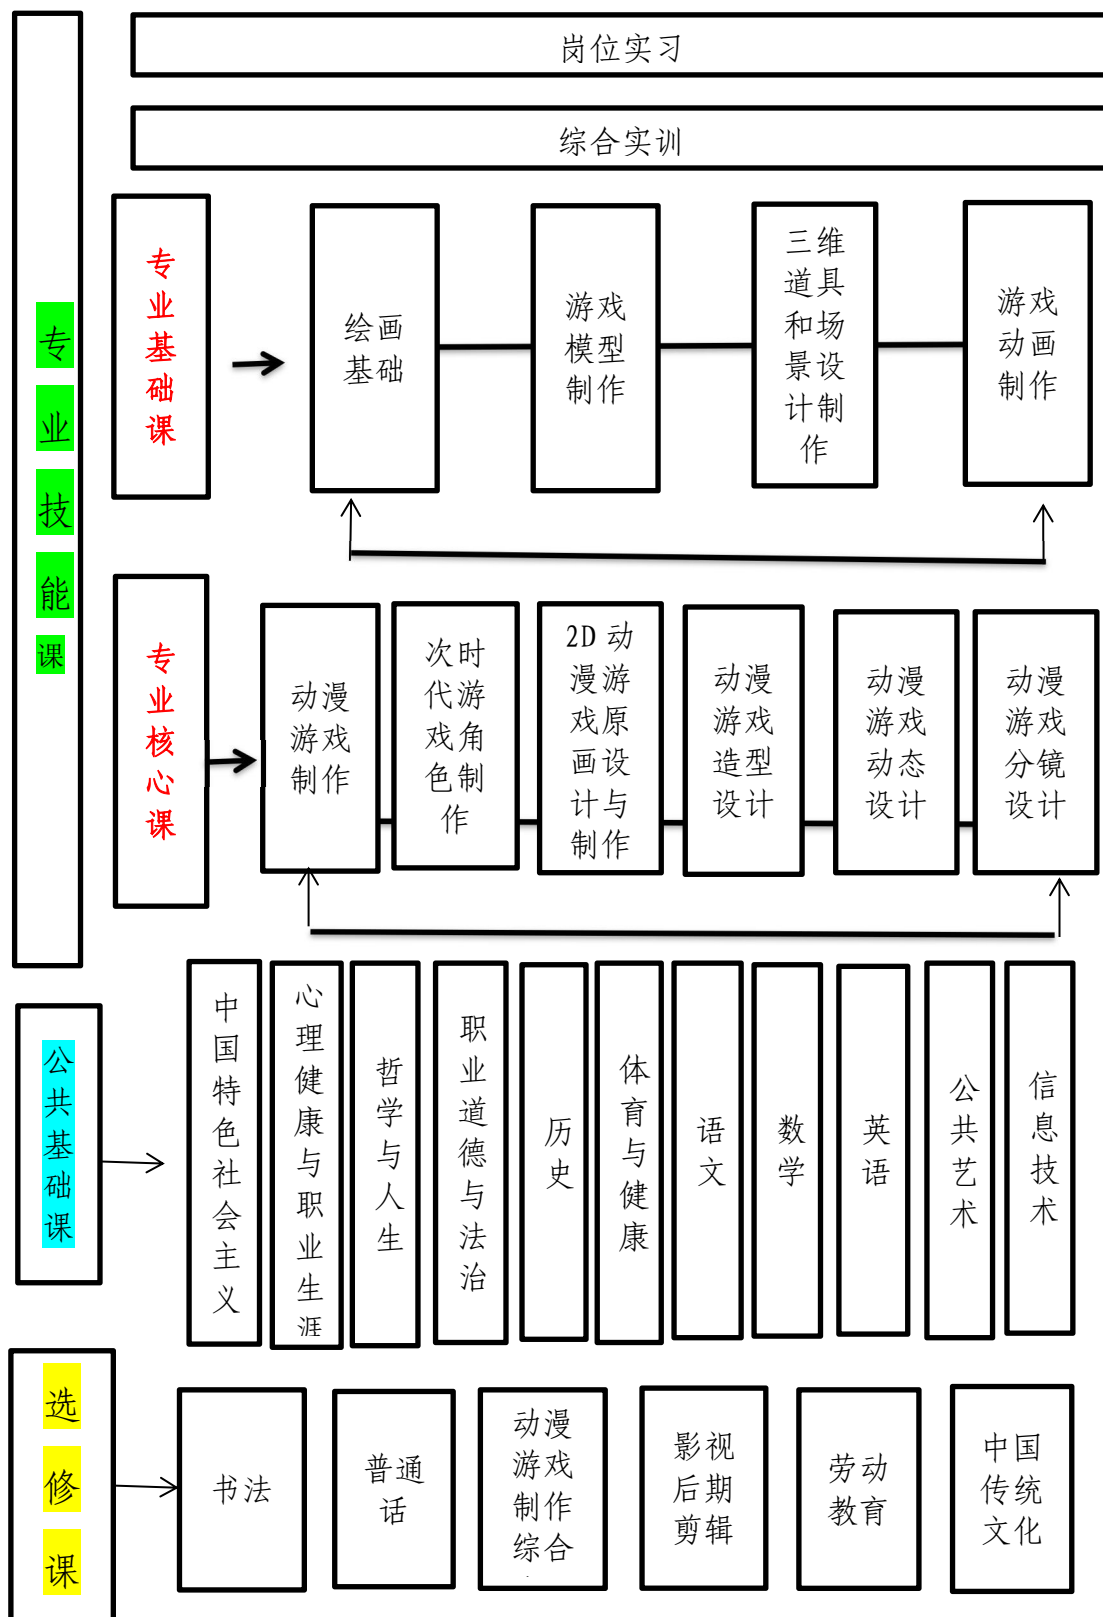 岗位实习
综合实训
专业技能课
专业基础课
绘画
基础
游戏
模型
制作
三维
道具
和场
景设
计制
作
游戏
动画
制作
专业核心课
动漫
游戏
制作
次时
代游
戏角
色制
作
2D动
漫游
戏原
画设
计与
制作
动漫
游戏
造型
设计
动漫
游戏
动态
设计
动漫
游戏
分镜
设计
公共基础课
中国特色社会主义
心理健康与职业生涯
哲学与人生
职业道德与法治
历史
体育与健康
语文
数学
英语
公共艺术
信息技术
选修课
书法
普通
话
动漫
游戏
制作
综合
影视
后期
剪辑
劳动
教育
中国
传统
文化